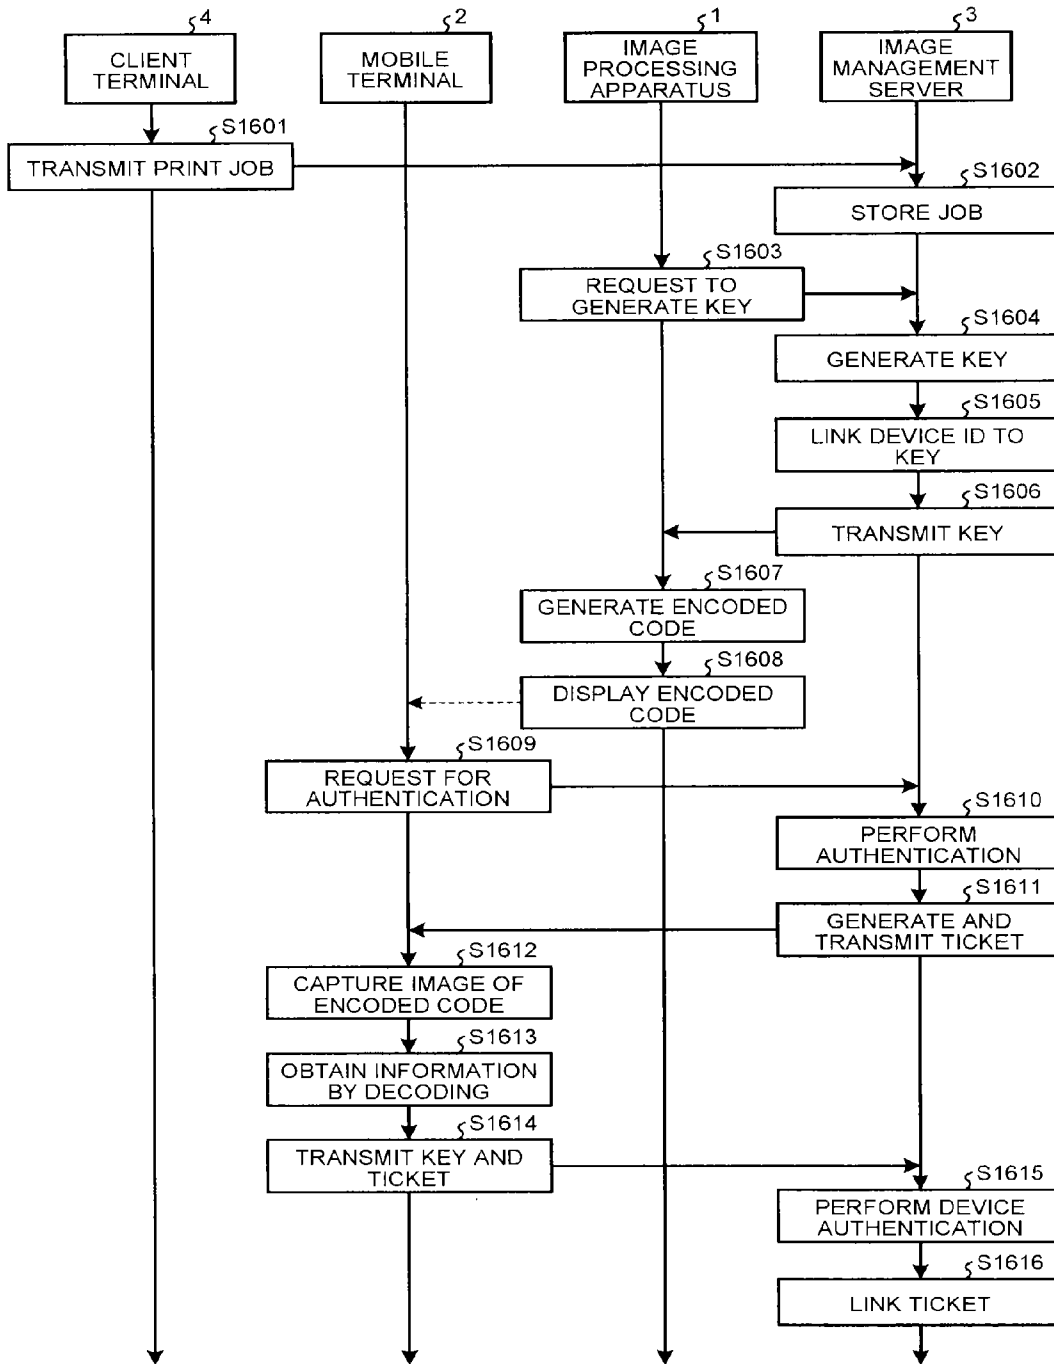 4
CLIENT
TERMINAL
2
MOBILE
TERMINAL
1
IMAGE
PROCESSING
APPARATUS
3
IMAGE
MANAGEMENT
SERVER
S1601
TRANSMIT PRINT JOB
S1602
STORE JOB
S1603
REQUEST TO
GENERATE KEY
S1604
GENERATE KEY
S1605
LINK DEVICE ID TO
KEY
S1606
TRANSMIT KEY
S1607
GENERATE ENCODED
CODE
S1608
DISPLAY ENCODED
CODE
S1609
REQUEST FOR
AUTHENTICATION
S1610
PERFORM
AUTHENTICATION
S1611
GENERATE AND
TRANSMIT TICKET
S1612
CAPTURE IMAGE OF
ENCODED CODE
S1613
OBTAIN INFORMATION
BY DECODING
S1614
TRANSMIT KEY AND
TICKET
S1615
PERFORM DEVICE
AUTHENTICATION
S1616
LINK TICKET